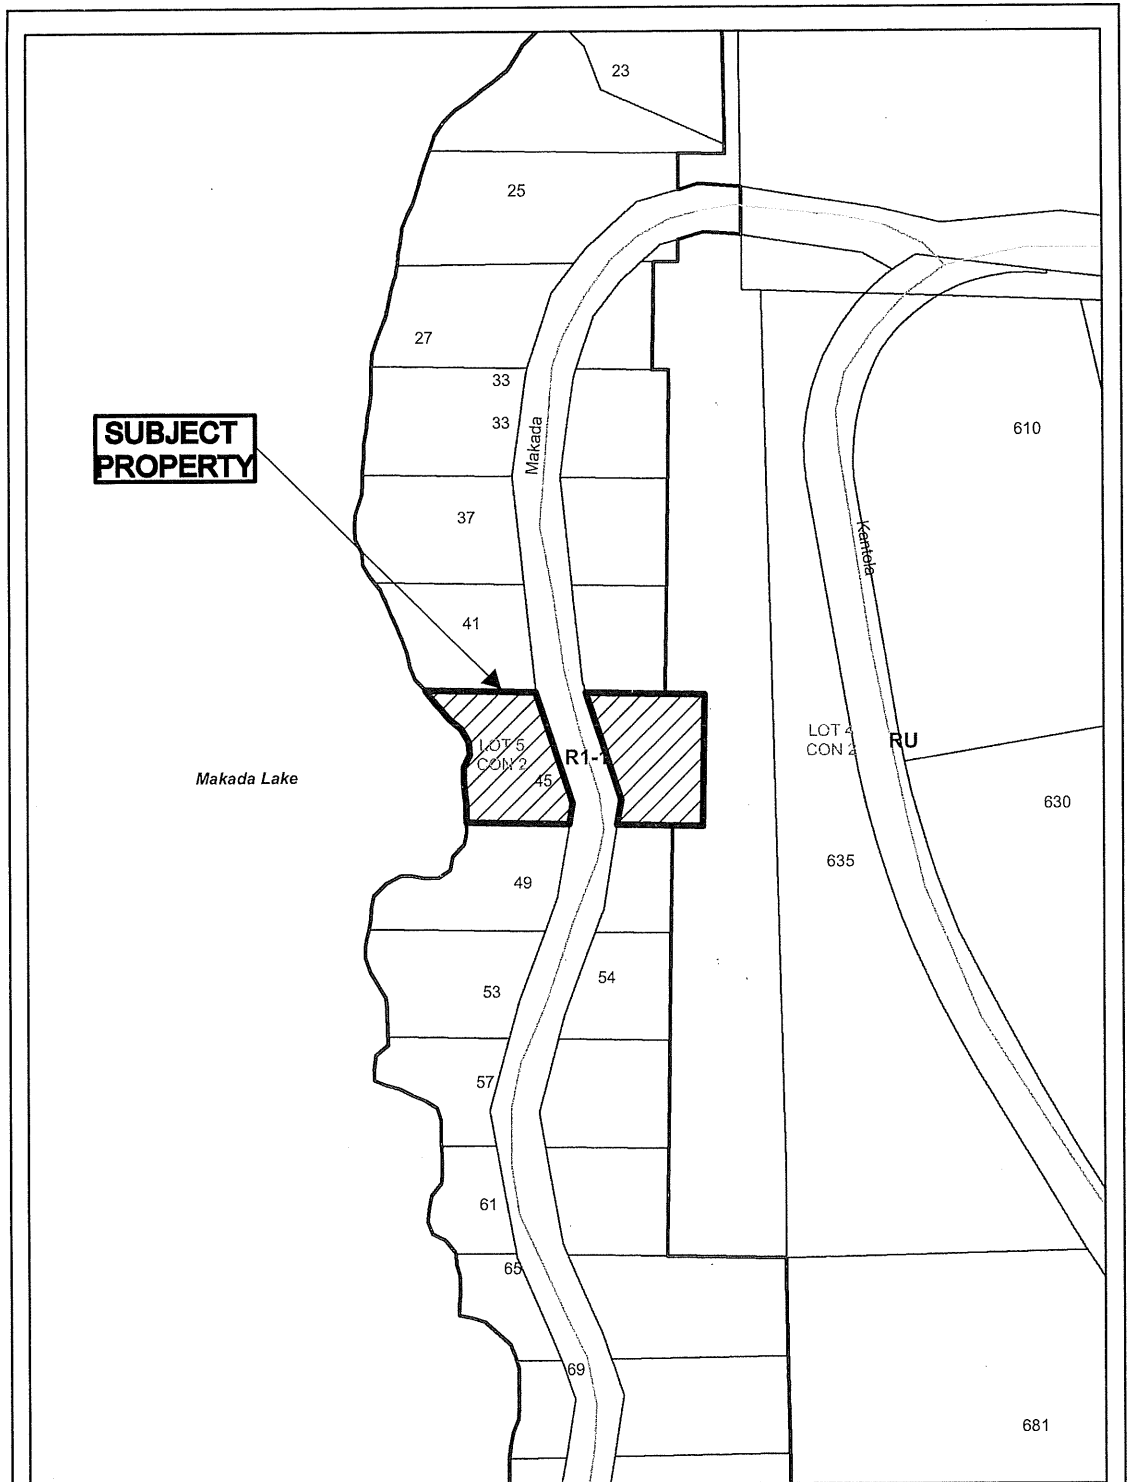 23
25
27
33
33
Makada
SUBJECT
PROPERTY
610
37
Kantola
41
LOT 5
CON 2
45
R1-1
LOT 4
CON 2
RU
Makada Lake
630
635
49
54
53
57
61
65
69
681